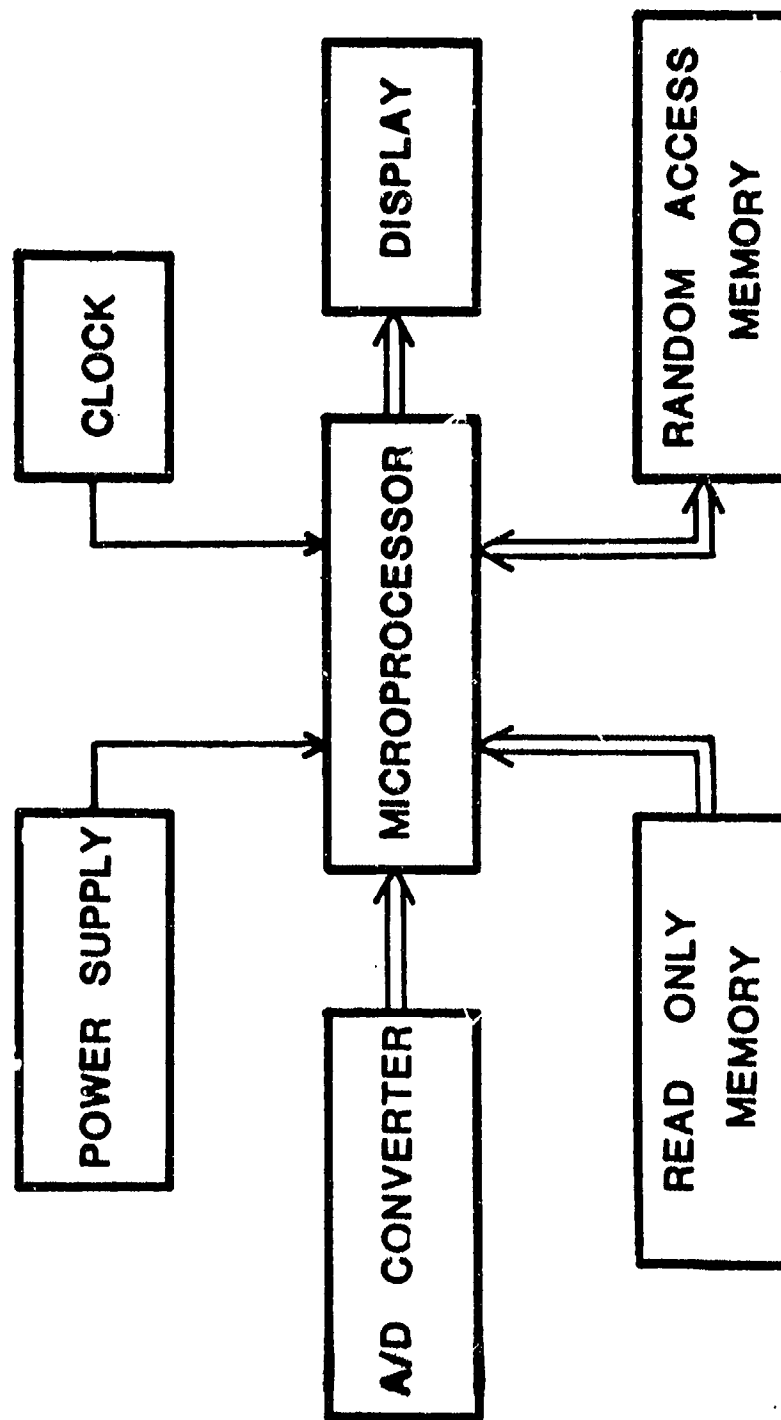 POWER SUPPLY
CLOCK
A/D CONVERTER
MICROPROCESSOR
DISPLAY
READ ONLY
MEMORY
RANDOM ACCESS
MEMORY